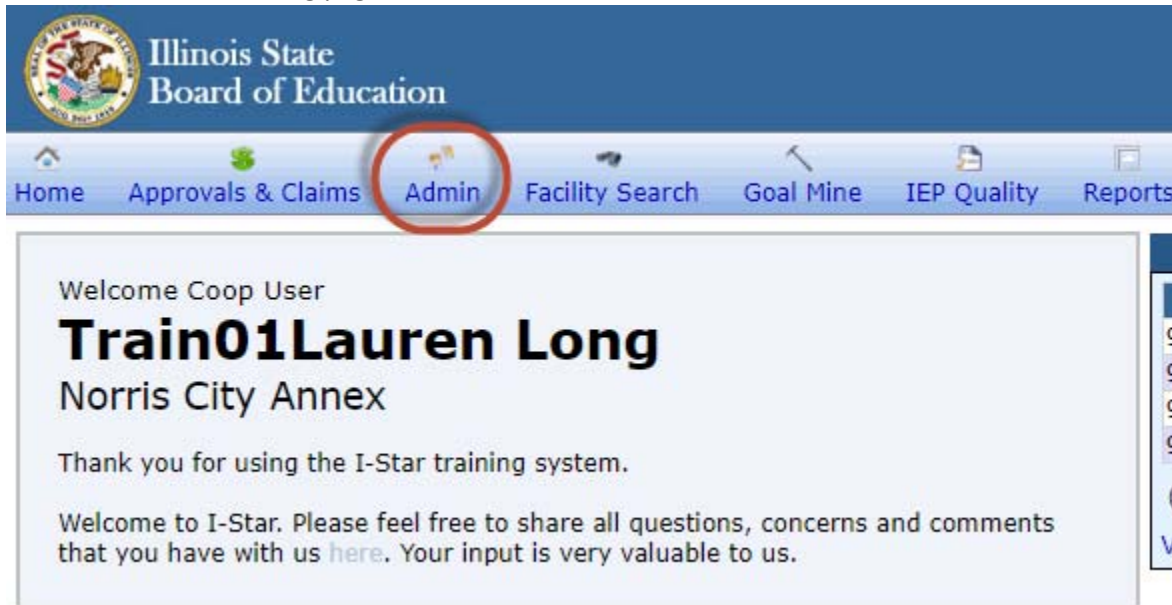 Illinois State
Board of Education
Home Approvals & Claims Admin Facility Search Goal Mine IEP Quality Reports
Welcome Coop User
Train01Lauren Long
Norris City Annex
Thank you for using the I-Star training system.
Welcome to I-Star. Please feel free to share all questions, concerns and comments
that you have with us here. Your input is very valuable to us.